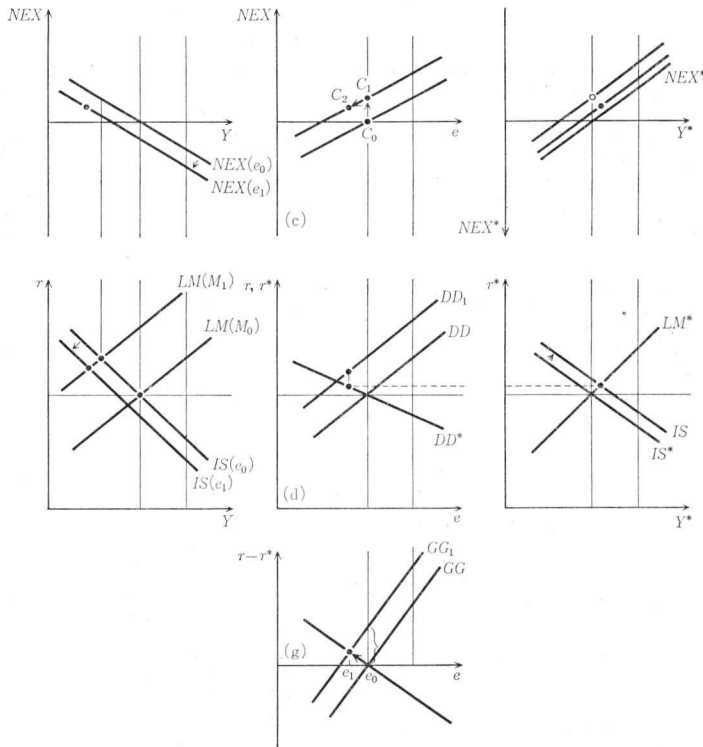 NEX
Y
NEX(e₀)
NEX(e₁)
NEX
C₂
C₁
C₀
e
(c)
NEX*
Y*
NEX*
r
LM(M₁)
LM(M₀)
IS(e₀)
IS(e₁)
Y
r, r*
DD₁
DD
DD*
(d)
e
r*
LM*
IS
IS*
Y*
r−r*
GG₁
GG
(g)
e₁
e₀
e